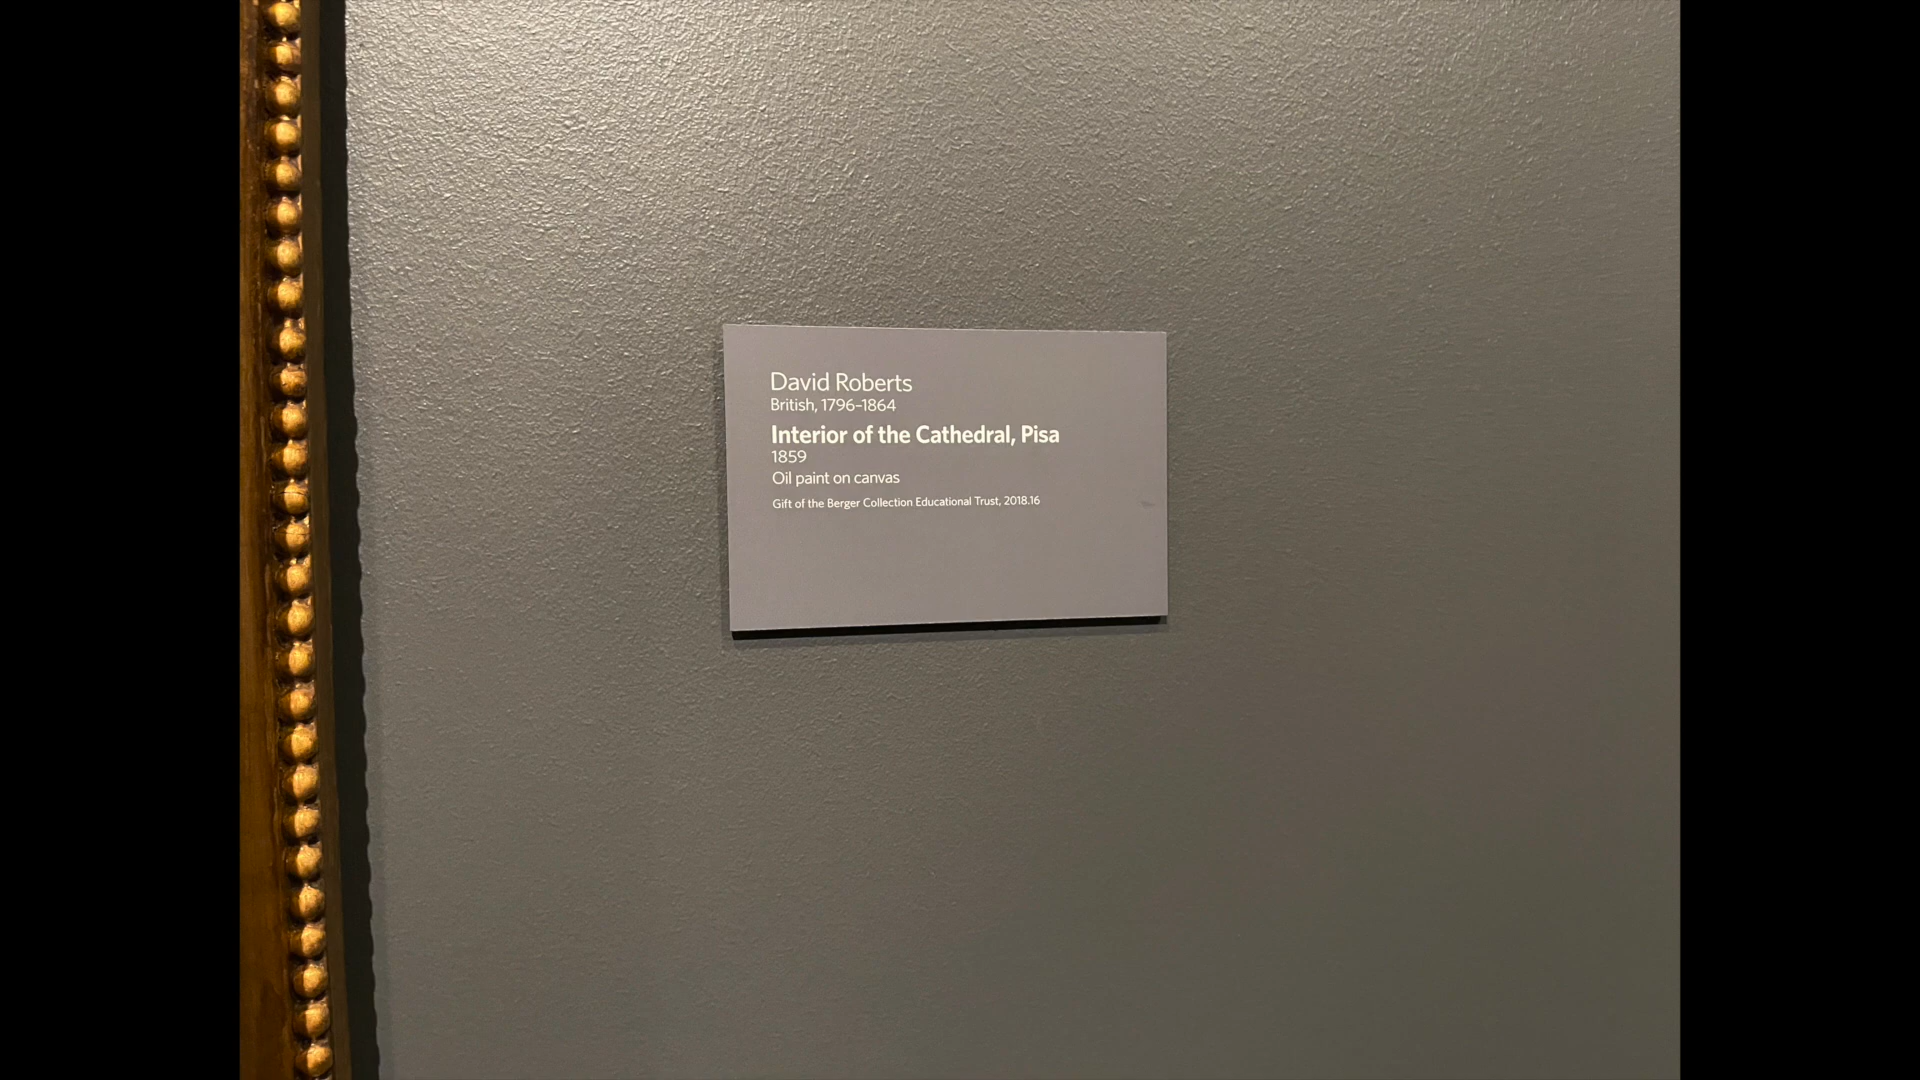 David Roberts
British, 1796–1864
Interior of the Cathedral, Pisa
1859
Oil paint on canvas
Gift of the Berger Collection Educational Trust, 2018.16